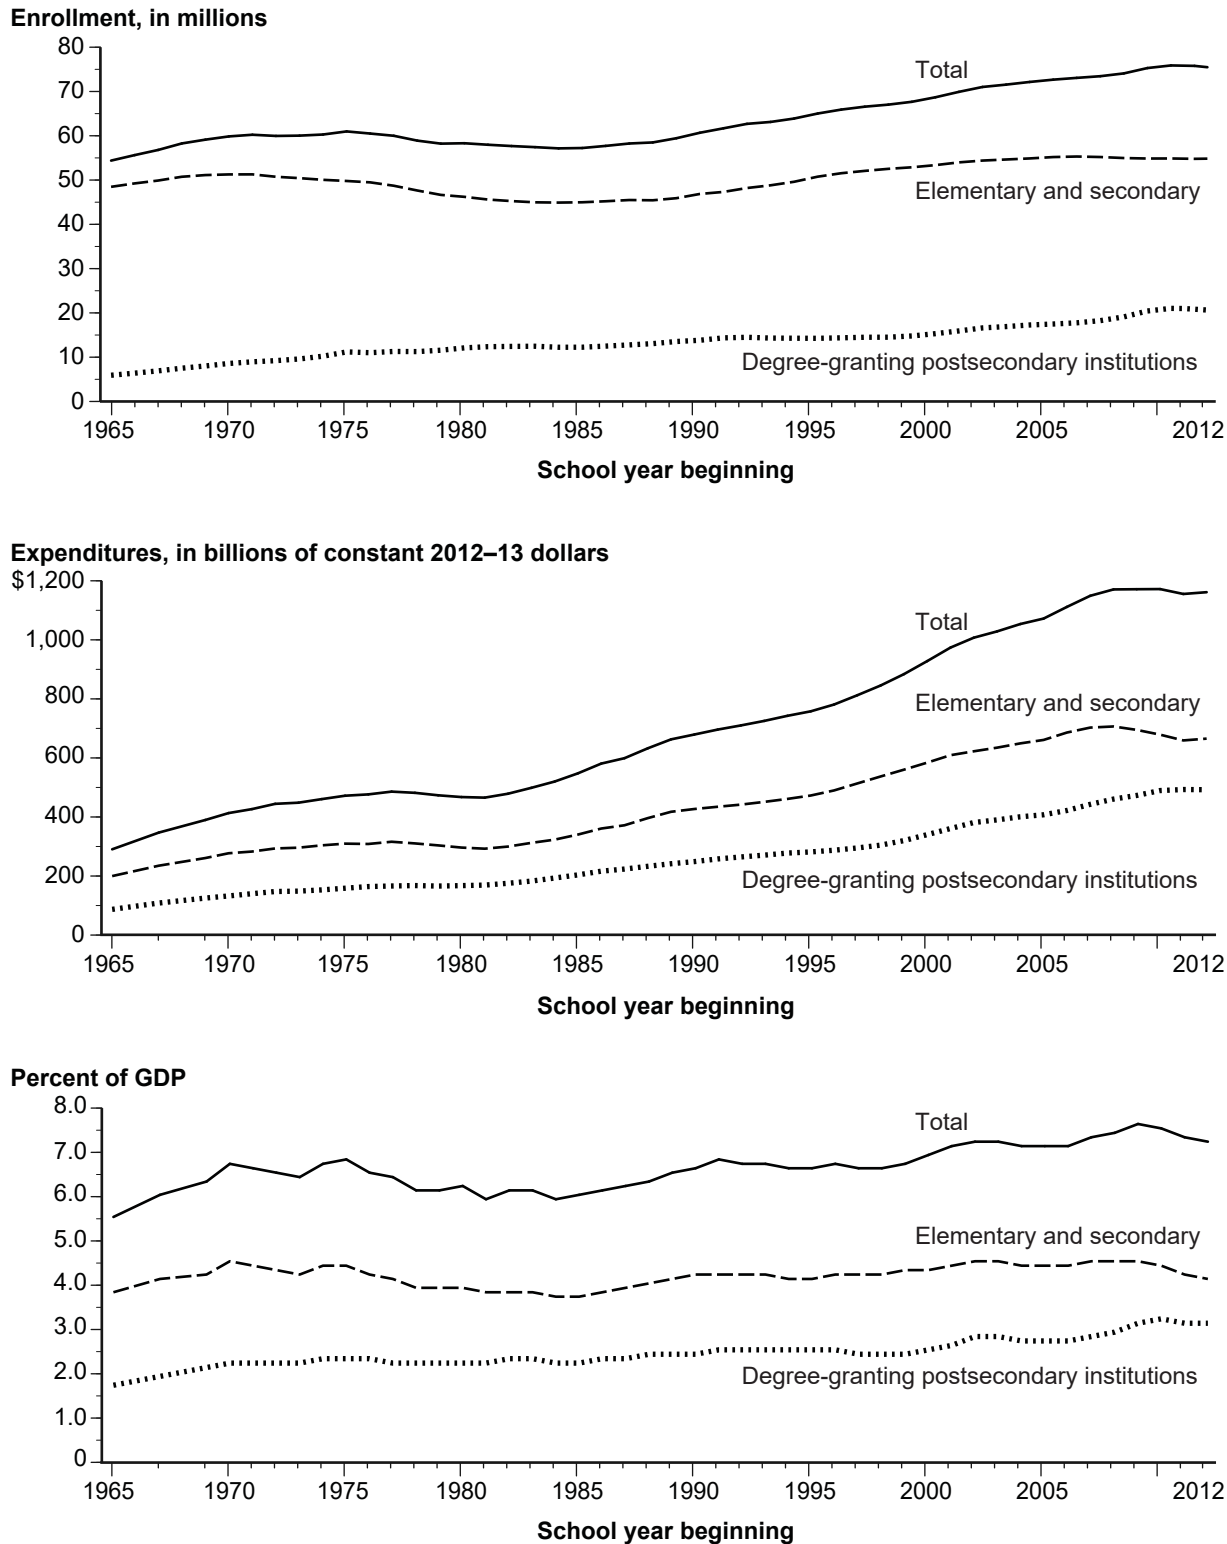 Enrollment, in millions
80
70
60
50
40
30
20
10
0
Total
Elementary and secondary
Degree-granting postsecondary institutions
1965 1970 1975 1980 1985 1990 1995 2000 2005 2012
School year beginning
Expenditures, in billions of constant 2012–13 dollars
$1,200
1,000
800
600
400
200
0
Total
Elementary and secondary
Degree-granting postsecondary institutions
1965 1970 1975 1980 1985 1990 1995 2000 2005 2012
School year beginning
Percent of GDP
8.0
7.0
6.0
5.0
4.0
3.0
2.0
1.0
0
Total
Elementary and secondary
Degree-granting postsecondary institutions
1965 1970 1975 1980 1985 1990 1995 2000 2005 2012
School year beginning